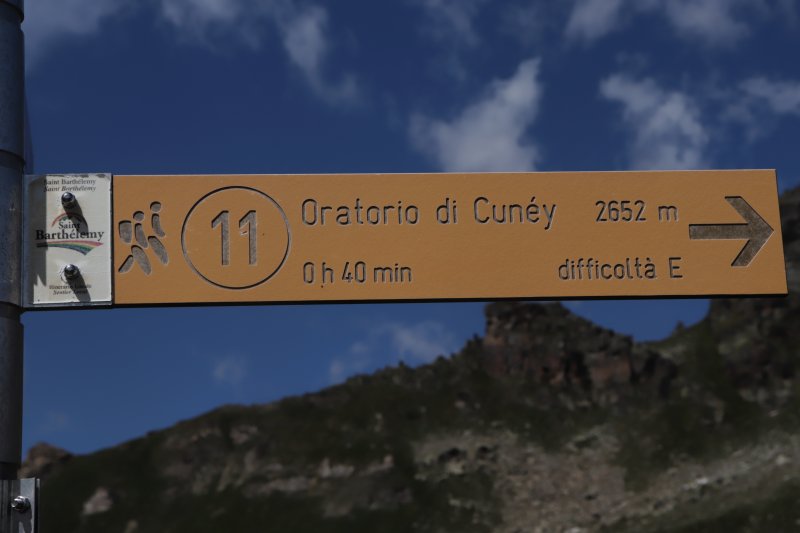 Saint Barthélemy
Saint Barthélemy
Saint
Barthélemy
11
Oratorio di Cunéy 2652 m
0 h 40 min difficoltà E